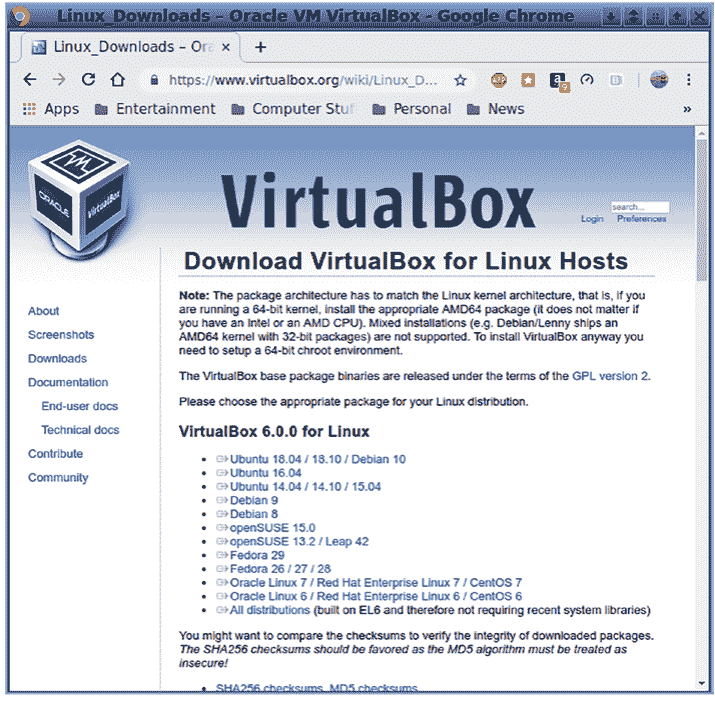 Linux_Downloads – Oracle VM VirtualBox - Google Chrome
Linux_Downloads – Ora
https://www.virtualbox.org/wiki/Linux_D...
9
Apps Entertainment Computer Stuf Personal News »
ORACLE VirtualBox
VirtualBox
search...
Login Preferences
Download VirtualBox for Linux Hosts
About
Screenshots
Downloads
Documentation
End-user docs
Technical docs
Contribute
Community
Note: The package architecture has to match the Linux kernel architecture, that is, if you
are running a 64-bit kernel, install the appropriate AMD64 package (it does not matter if
you have an Intel or an AMD CPU). Mixed installations (e.g. Debian/Lenny ships an
AMD64 kernel with 32-bit packages) are not supported. To install VirtualBox anyway you
need to setup a 64-bit chroot environment.
The VirtualBox base package binaries are released under the terms of the GPL version 2.
Please choose the appropriate package for your Linux distribution.
VirtualBox 6.0.0 for Linux
Ubuntu 18.04 / 18.10 / Debian 10
Ubuntu 16.04
Ubuntu 14.04 / 14.10 / 15.04
Debian 9
Debian 8
openSUSE 15.0
openSUSE 13.2 / Leap 42
Fedora 29
Fedora 26 / 27 / 28
Oracle Linux 7 / Red Hat Enterprise Linux 7 / CentOS 7
Oracle Linux 6 / Red Hat Enterprise Linux 6 / CentOS 6
All distributions (built on EL6 and therefore not requiring recent system libraries)
You might want to compare the checksums to verify the integrity of downloaded packages.
The SHA256 checksums should be favored as the MD5 algorithm must be treated as
insecure!
SHA256 checksums, MD5 checksums